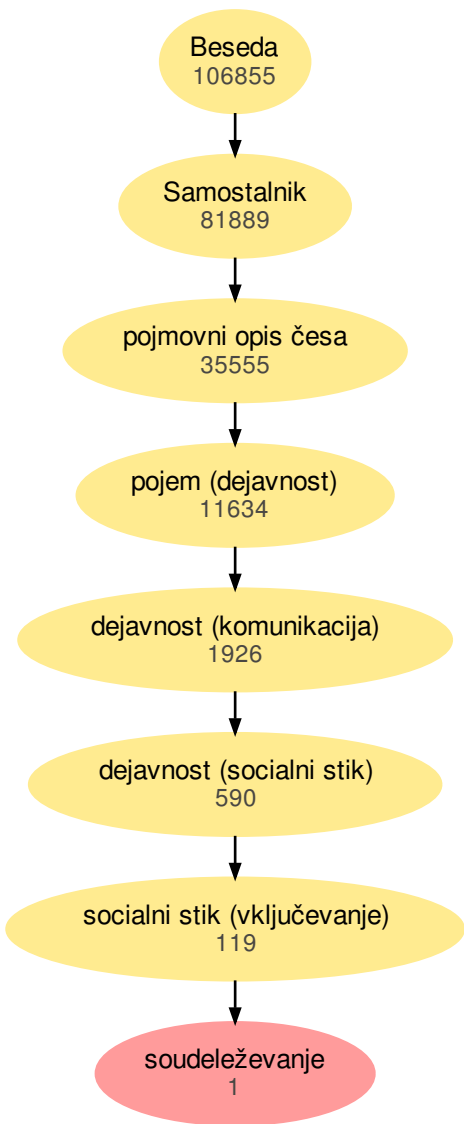 Beseda
106855
Samostalnik
81889
pojmovni opis česa
35555
pojem (dejavnost)
11634
dejavnost (komunikacija)
1926
dejavnost (socialni stik)
590
socialni stik (vključevanje)
119
soudeleževanje
1